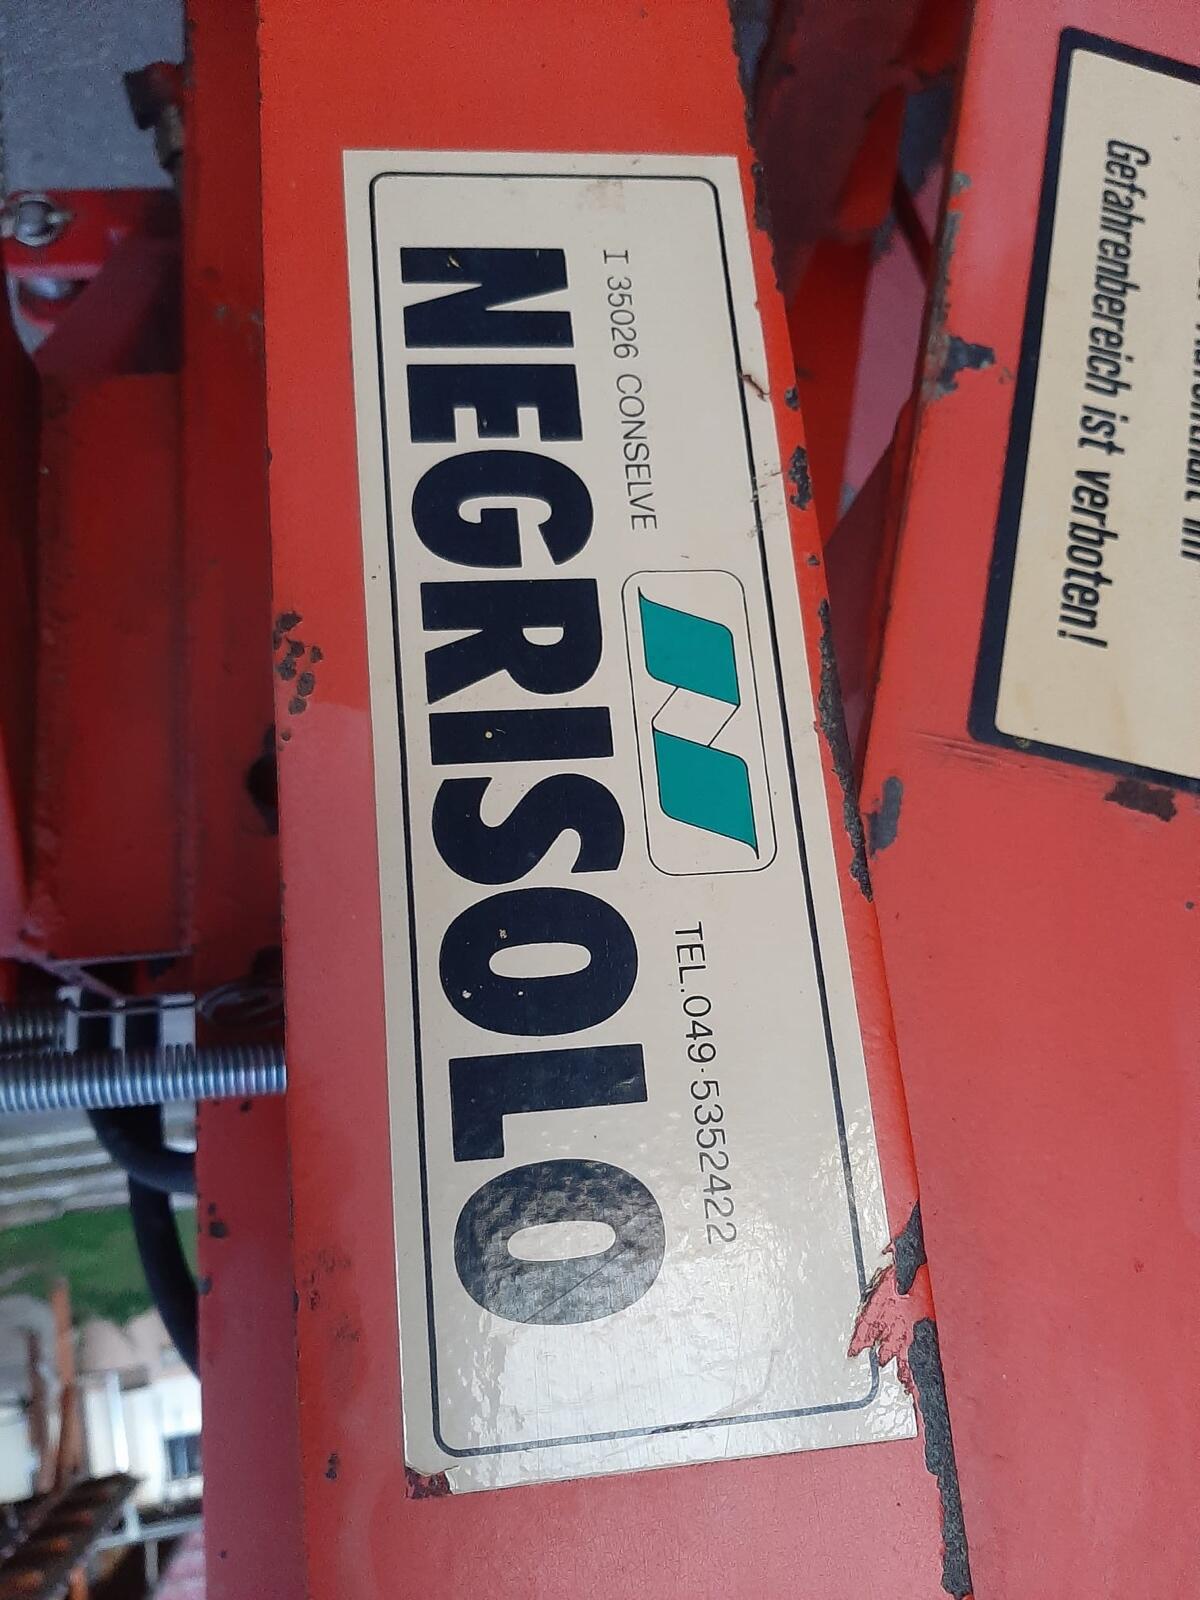 I 35026 CONSELVE
TEL.049·5352422
NEGRISOLO
Gefahrenbereich ist verboten!